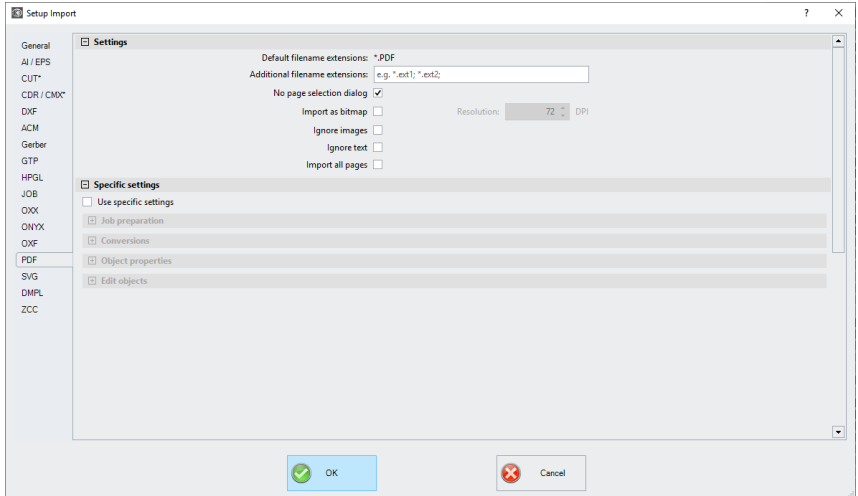 Setup Import
?
General
AI / EPS
CUT*
CDR / CMX*
DXF
ACM
Gerber
GTP
HPGL
JOB
OXX
ONYX
OXF
PDF
SVG
DMPL
ZCC
Settings
Default filename extensions: *.PDF
Additional filename extensions: e.g. *.ext1; *.ext2;
No page selection dialog
Import as bitmap Resolution: 72 DPI
Ignore images
Ignore text
Import all pages
Specific settings
Use specific settings
Job preparation
Conversions
Object properties
Edit objects
OK Cancel